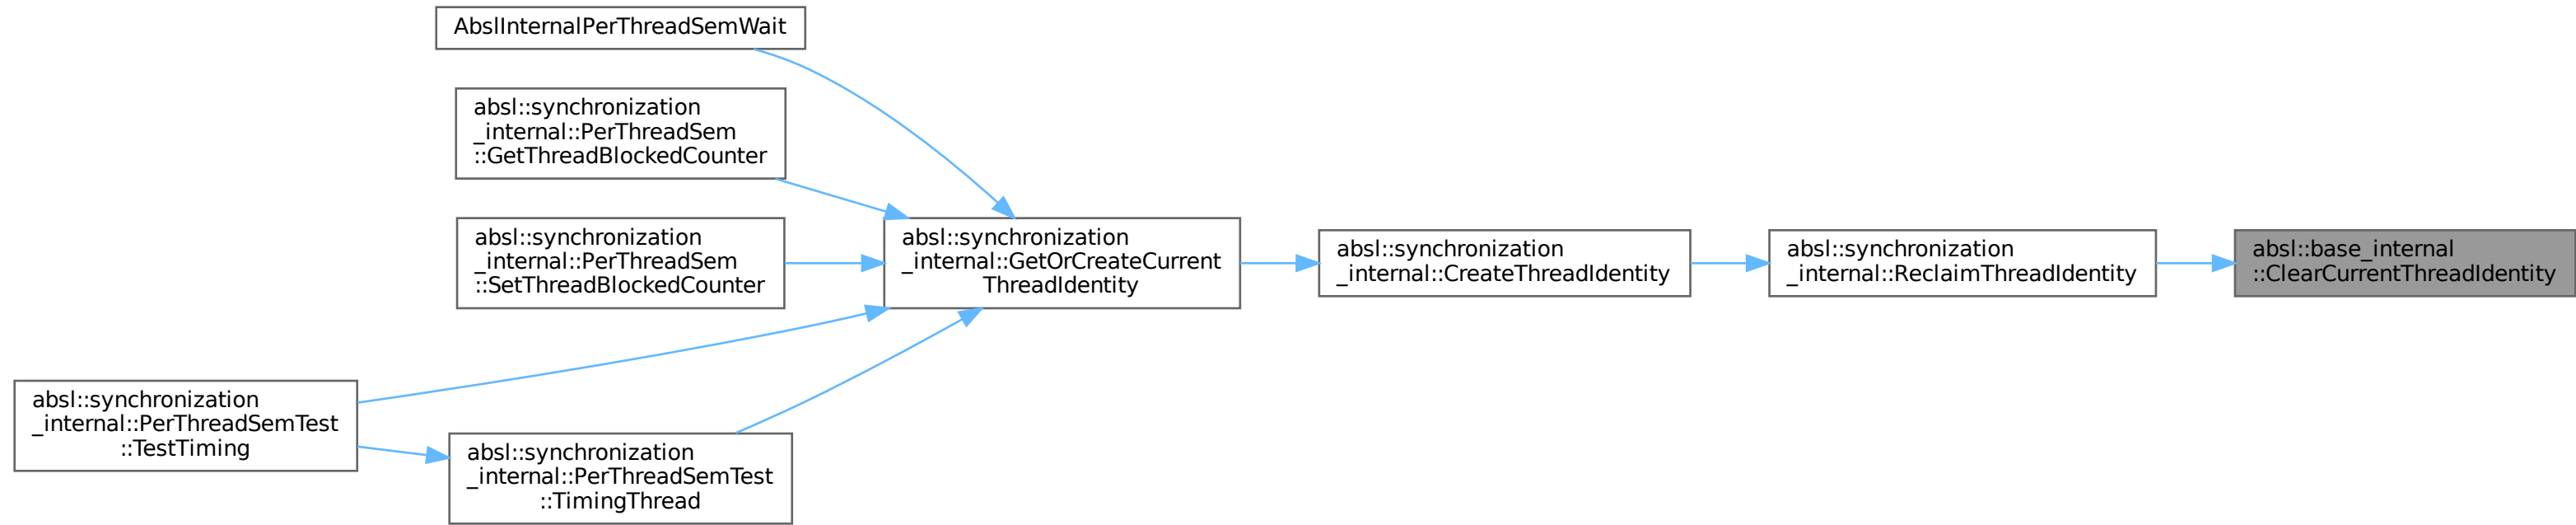 AbslInternalPerThreadSemWait
absl::synchronization
_internal::PerThreadSem
::GetThreadBlockedCounter
absl::synchronization
_internal::PerThreadSem
::SetThreadBlockedCounter
absl::synchronization
_internal::PerThreadSemTest
::TestTiming
absl::synchronization
_internal::PerThreadSemTest
::TimingThread
absl::synchronization
_internal::GetOrCreateCurrent
ThreadIdentity
absl::synchronization
_internal::CreateThreadIdentity
absl::synchronization
_internal::ReclaimThreadIdentity
absl::base_internal
::ClearCurrentThreadIdentity